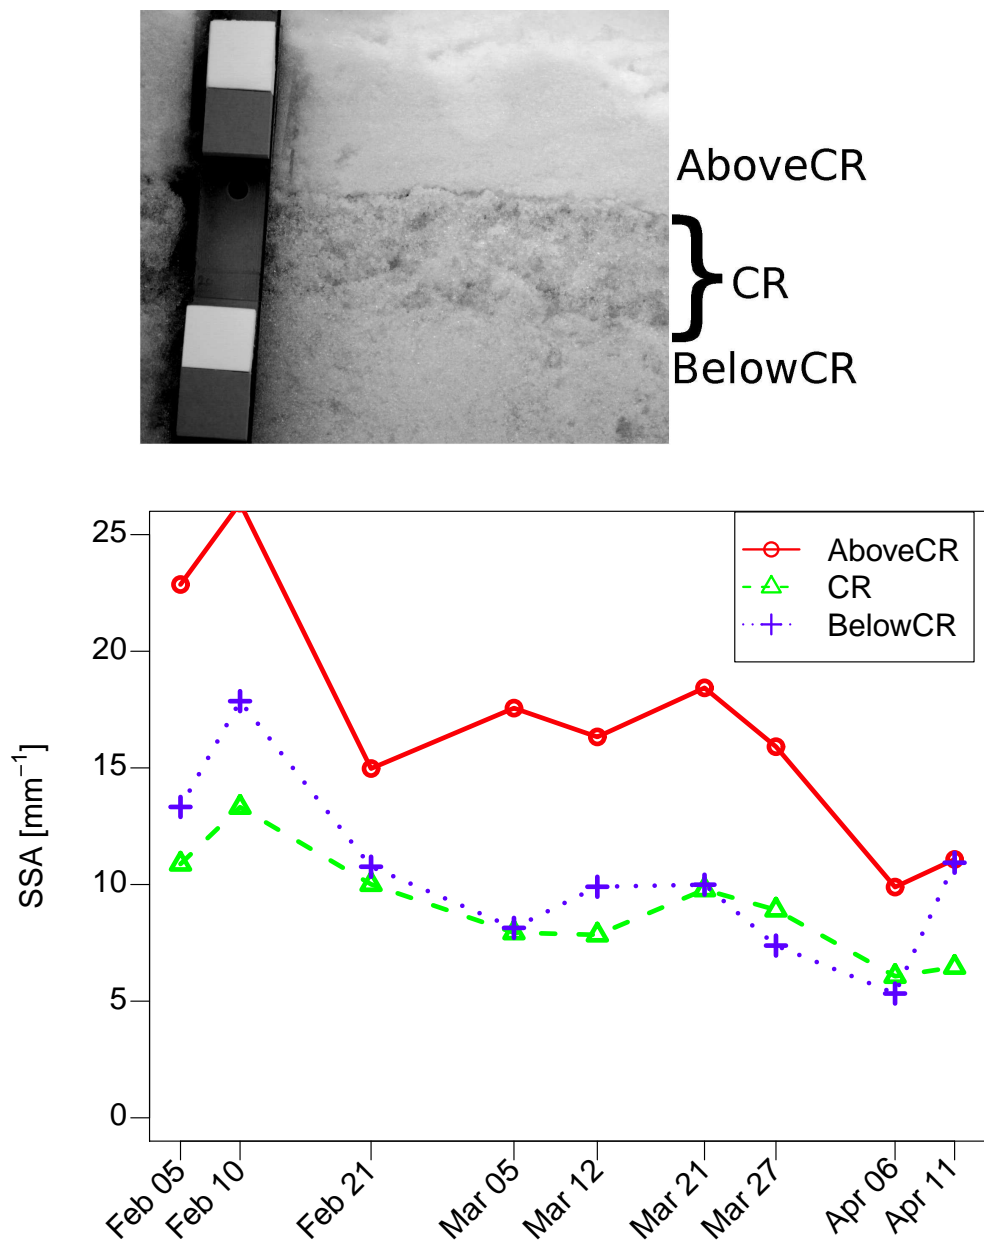 AboveCR
CR
BelowCR
25
20
15
10
5
0
SSA [mm⁻¹]
AboveCR
CR
BelowCR
Feb 05
Feb 10
Feb 21
Mar 05
Mar 12
Mar 21
Mar 27
Apr 06
Apr 11